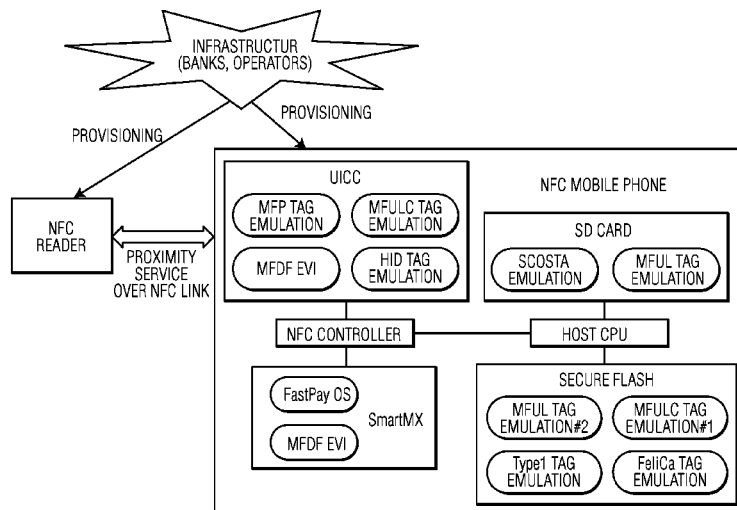 INFRASTRUCTUR
(BANKS, OPERATORS)
PROVISIONING
PROVISIONING
NFC
READER
PROXIMITY
SERVICE
OVER NFC LINK
NFC MOBILE PHONE
UICC
MFP TAG
EMULATION
MFULC TAG
EMULATION
MFDF EVI
HID TAG
EMULATION
SD CARD
SCOSTA
EMULATION
MFUL TAG
EMULATION
NFC CONTROLLER
HOST CPU
FastPay OS
SmartMX
MFDF EVI
SECURE FLASH
MFUL TAG
EMULATION#2
MFULC TAG
EMULATION#1
Type1 TAG
EMULATION
FeliCa TAG
EMULATION